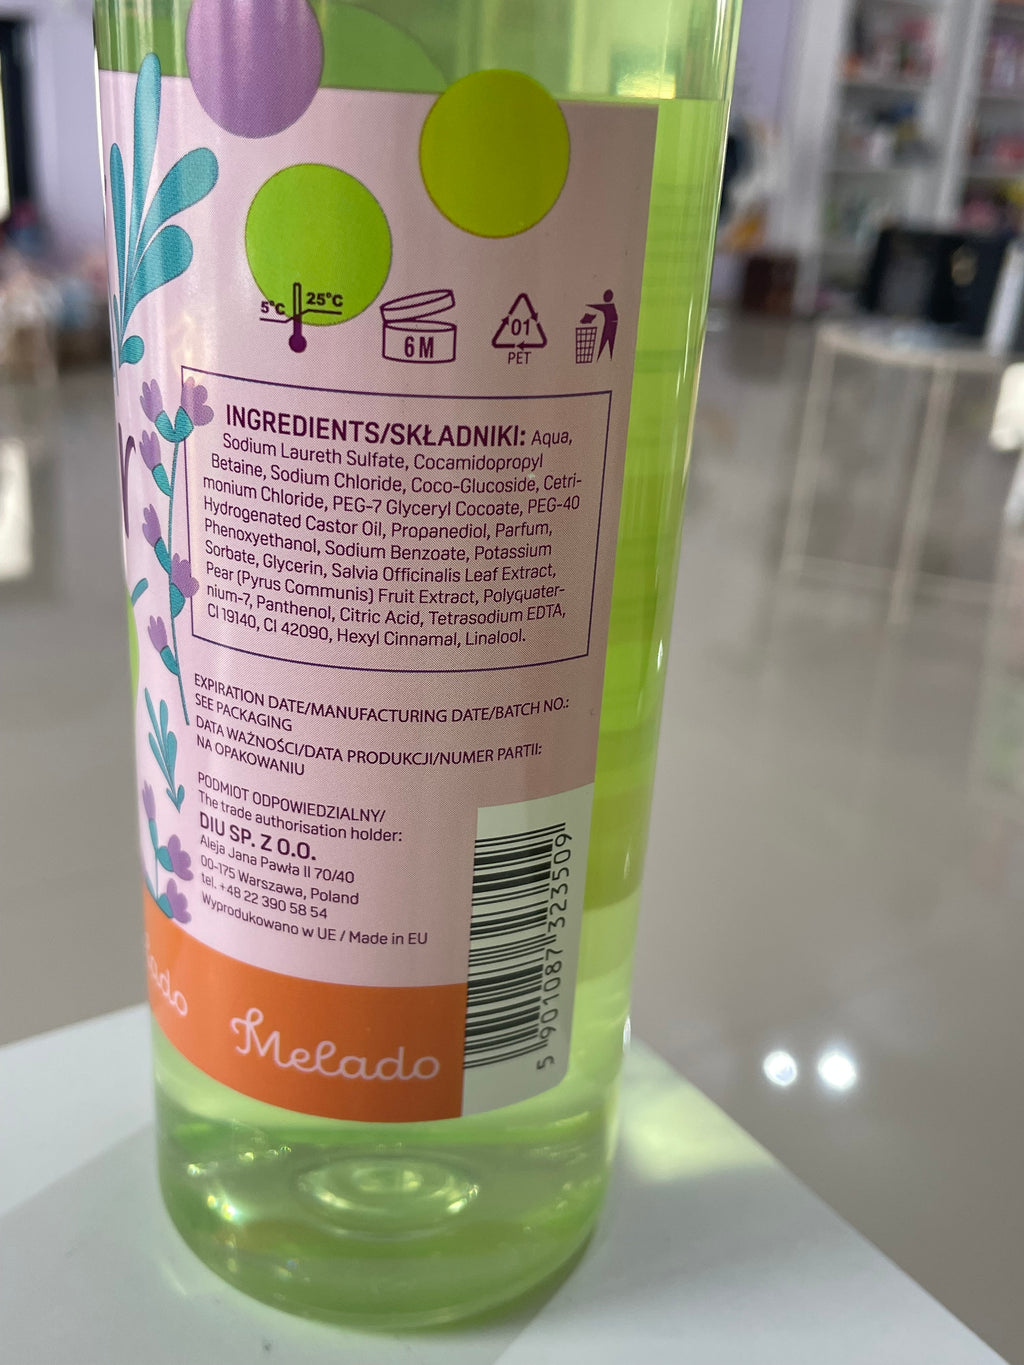 5°C 25°C
6M
01
PET
INGREDIENTS/SKŁADNIKI: Aqua,
Sodium Laureth Sulfate, Cocamidopropyl
Betaine, Sodium Chloride, Coco-Glucoside, Cetri-
monium Chloride, PEG-7 Glyceryl Cocoate, PEG-40
Hydrogenated Castor Oil, Propanediol, Parfum,
Phenoxyethanol, Sodium Benzoate, Potassium
Sorbate, Glycerin, Salvia Officinalis Leaf Extract,
Pear (Pyrus Communis) Fruit Extract, Polyquater-
nium-7, Panthenol, Citric Acid, Tetrasodium EDTA,
CI 19140, CI 42090, Hexyl Cinnamal, Linalool.
EXPIRATION DATE/MANUFACTURING DATE/BATCH NO.:
SEE PACKAGING
DATA WAŻNOŚCI/DATA PRODUKCJI/NUMER PARTII:
NA OPAKOWANIU
PODMIOT ODPOWIEDZIALNY/
The trade authorisation holder:
DIU SP. Z O.O.
Aleja Jana Pawła II 70/40
00-175 Warszawa, Poland
tel. +48 22 390 58 54
Wyprodukowano w UE / Made in EU
5 901087 323509
Melado